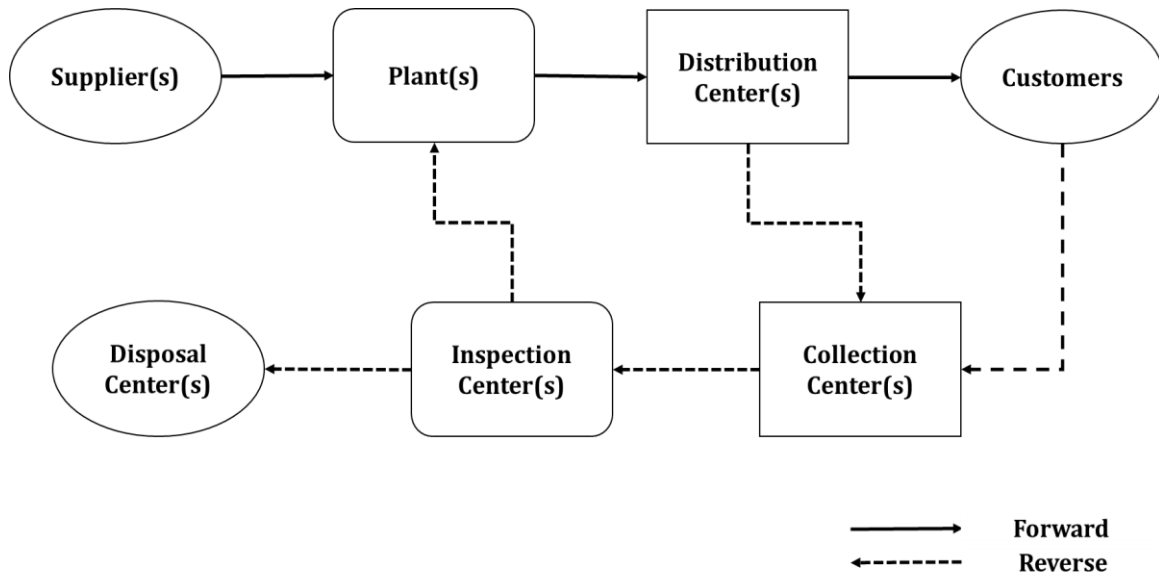 Supplier(s)
Plant(s)
Distribution
Center(s)
Customers
Disposal
Center(s)
Inspection
Center(s)
Collection
Center(s)
Forward
Reverse